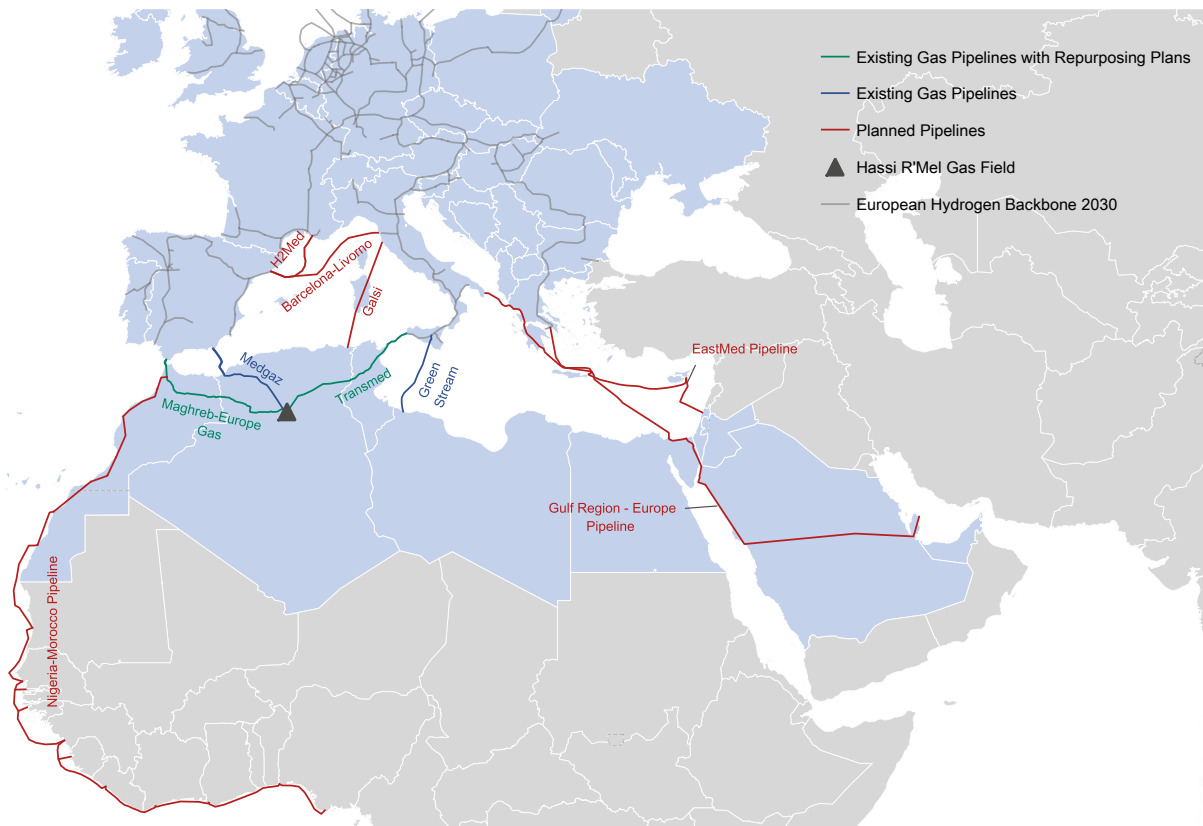 Existing Gas Pipelines with Repurposing Plans
Existing Gas Pipelines
Planned Pipelines
Hassi R'Mel Gas Field
European Hydrogen Backbone 2030
H2Med
Barcelona-Livorno
Galsi
EastMed Pipeline
Medgaz
Transmed
Green
Stream
Maghreb-Europe
Gas
Gulf Region - Europe
Pipeline
Nigeria-Morocco Pipeline